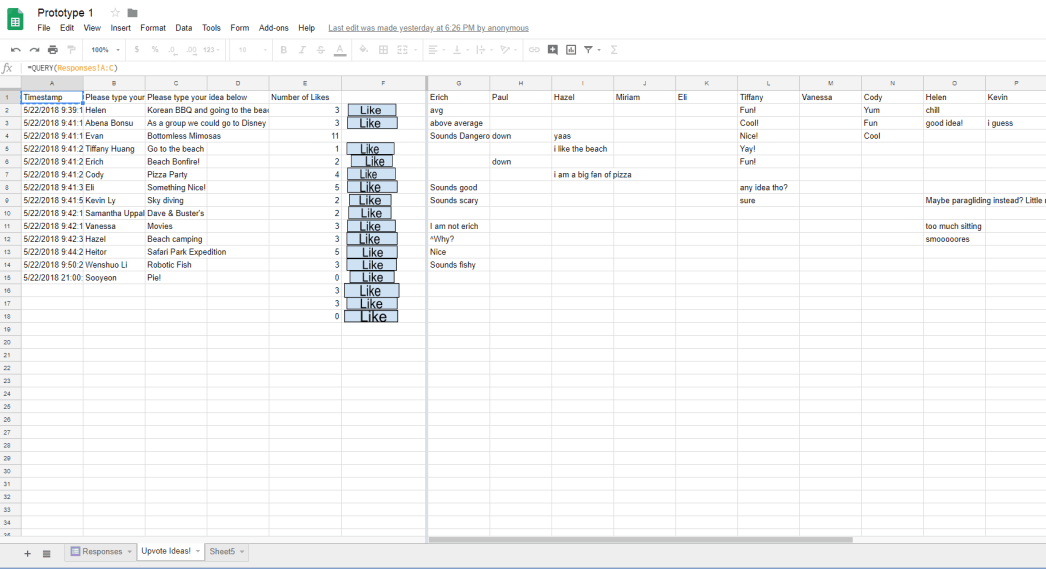 Prototype 1
File Edit View Insert Format Data Tools Form Add-ons Help Last edit was made yesterday at 6:26 PM by anonymous
100% $ % .0 .00 123 10 B I S A
fx =QUERY(Responses!A:C)
A B C D E F G H I J K L M N O P
1 Timestamp Please type your Please type your idea below Number of Likes Erich Paul Hazel Miriam Eli Tiffany Vanessa Cody Helen Kevin
2 5/22/2018 9:39:1 Helen Korean BBQ and going to the beac 3 Like avg Fun! Yum chill
3 5/22/2018 9:41:1 Abena Bonsu As a group we could go to Disney 3 Like above average Cool! Fun good idea! i guess
4 5/22/2018 9:41:1 Evan Bottomless Mimosas 11 Sounds Dangero down yaas Nice! Cool
5 5/22/2018 9:41:2 Tiffany Huang Go to the beach 1 Like i like the beach Yay!
6 5/22/2018 9:41:2 Erich Beach Bonfire! 2 Like down Fun!
7 5/22/2018 9:41:2 Cody Pizza Party 4 Like i am a big fan of pizza
8 5/22/2018 9:41:3 Eli Something Nice! 5 Like Sounds good any idea tho?
9 5/22/2018 9:41:5 Kevin Ly Sky diving 2 Like Sounds scary sure Maybe paragliding instead? Little
10 5/22/2018 9:42:1 Samantha Uppal Dave & Buster's 2 Like
11 5/22/2018 9:42:1 Vanessa Movies 3 Like I am not erich too much sitting
12 5/22/2018 9:42:3 Hazel Beach camping 3 Like ^Why? smooooores
13 5/22/2018 9:44:2 Heitor Safari Park Expedition 5 Like Nice
14 5/22/2018 9:50:2 Wenshuo Li Robotic Fish 3 Like Sounds fishy
15 5/22/2018 21:00: Sooyeon Pie! 0 Like
16 3 Like
17 3 Like
18 0 Like
19
20
21
22
23
24
25
26
27
28
29
30
31
32
33
34
Responses Upvote Ideas! Sheet5